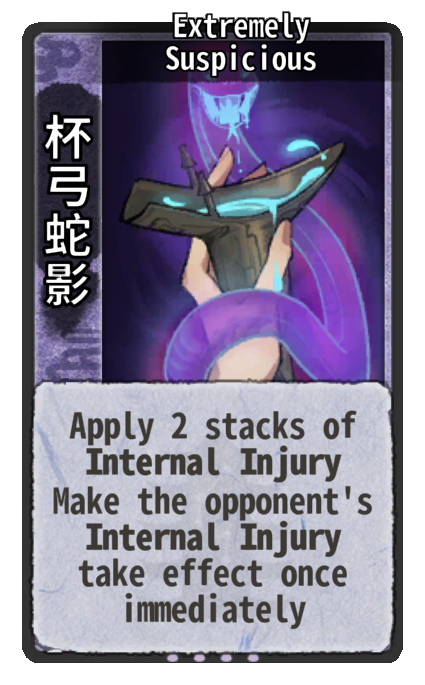 Extremely
Suspicious
杯弓蛇影
Apply 2 stacks of
Internal Injury
Make the opponent's
Internal Injury
take effect once
immediately